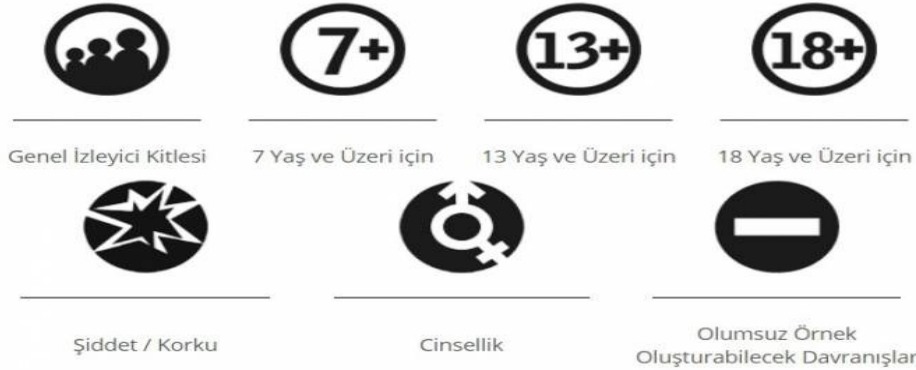 7+
13+
18+
Genel İzleyici Kitlesi
7 Yaş ve Üzeri için
13 Yaş ve Üzeri için
18 Yaş ve Üzeri için
Şiddet / Korku
Cinsellik
Olumsuz Örnek
Oluşturabilecek Davranışlar